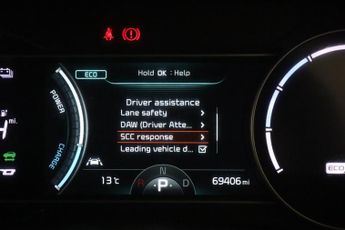 ECO
Hold OK : Help
Driver assistance
Lane safety
DAW (Driver Atte...
SCC response
Leading vehicle d...
POWER
CHARGE
13°C
R P D
69406 mi
ECO